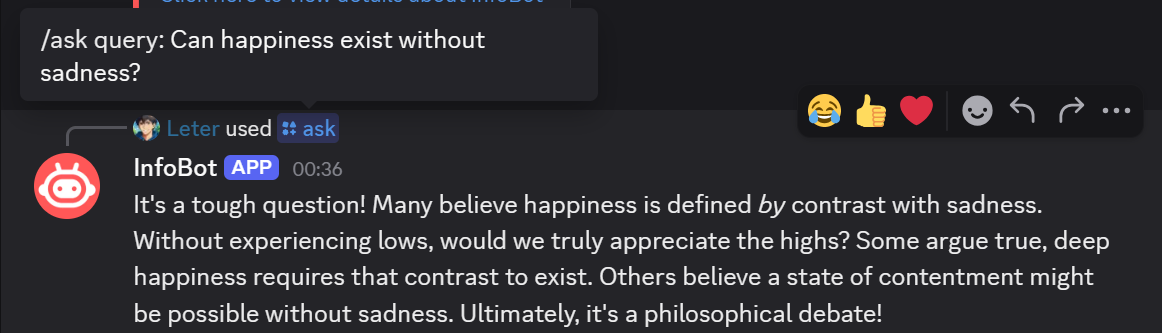 /ask query: Can happiness exist without
sadness?
Leter used ask
InfoBot APP 00:36
It's a tough question! Many believe happiness is defined by contrast with sadness.
Without experiencing lows, would we truly appreciate the highs? Some argue true, deep
happiness requires that contrast to exist. Others believe a state of contentment might
be possible without sadness. Ultimately, it's a philosophical debate!